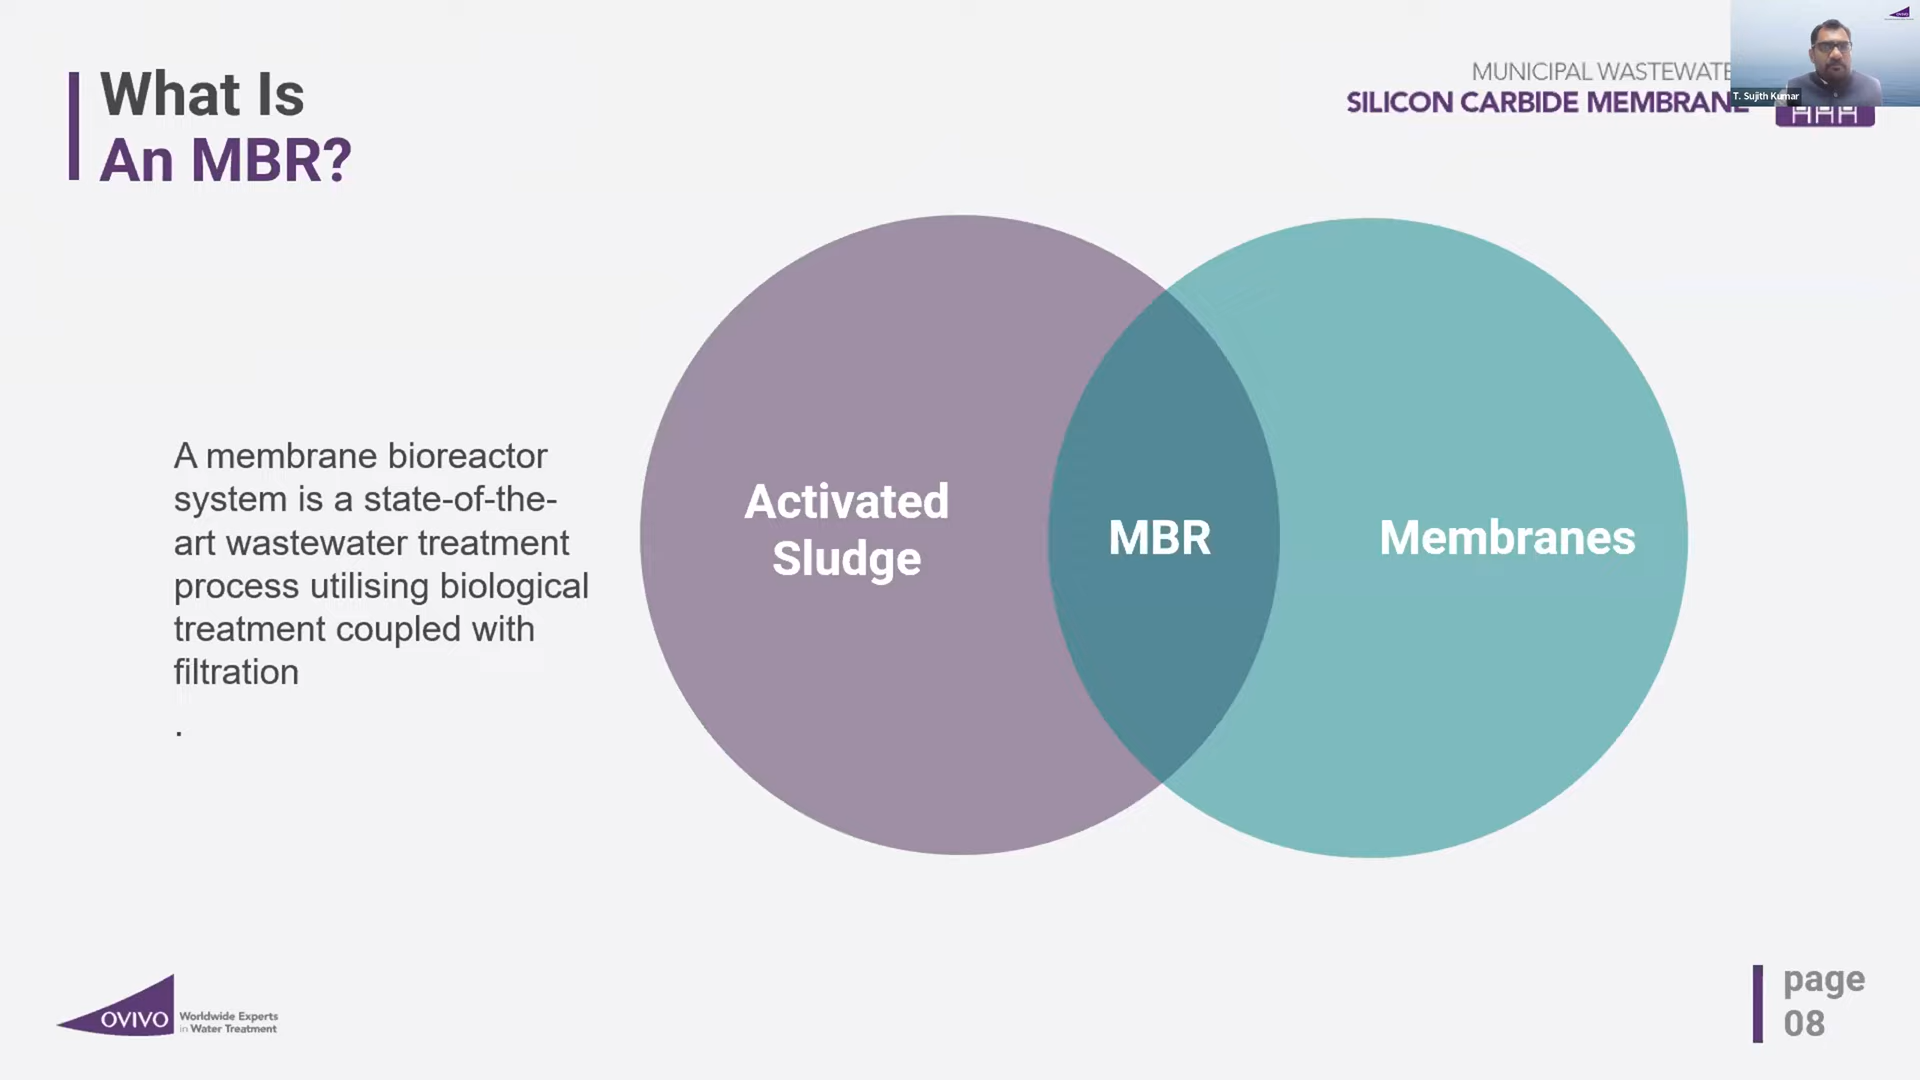 What Is
An MBR?
MUNICIPAL WASTEWATE
SILICON CARBIDE MEMBRANE
T. Sujith Kumar
A membrane bioreactor
system is a state-of-the-
art wastewater treatment
process utilising biological
treatment coupled with
filtration
.
Activated
Sludge
MBR
Membranes
OVIVO
Worldwide Experts
in Water Treatment
page
08